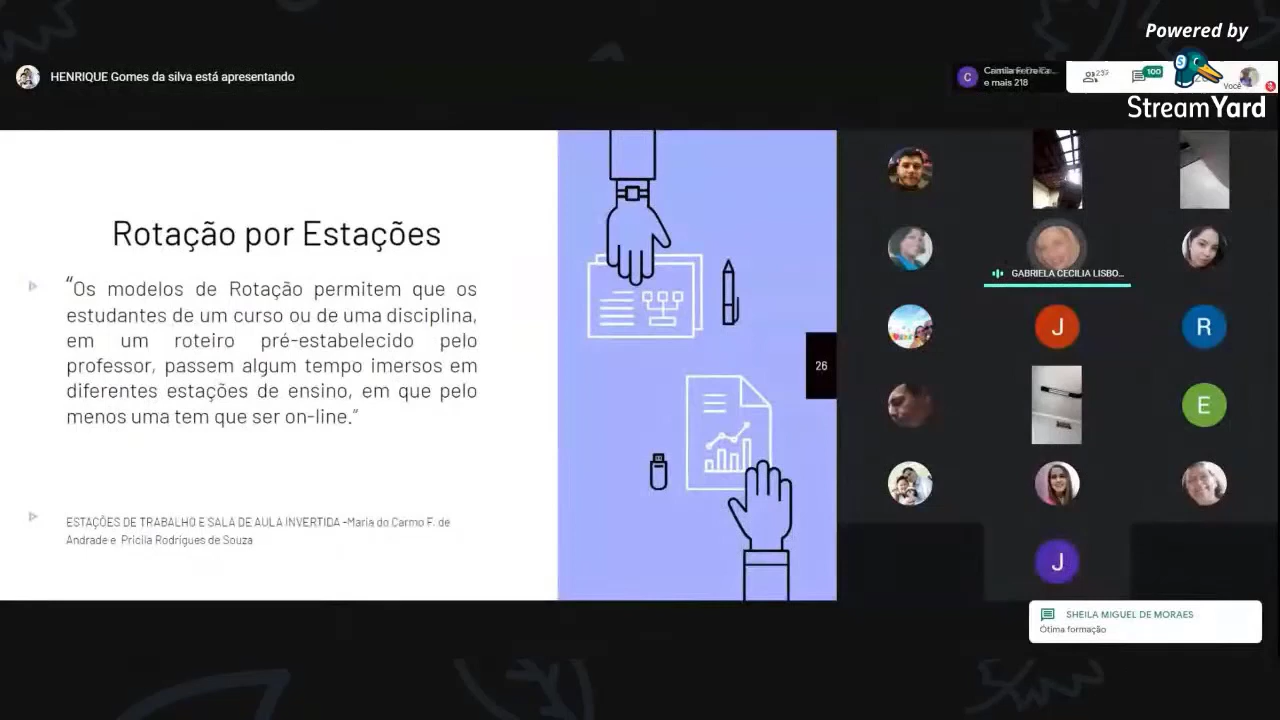 Powered by
StreamYard
HENRIQUE Gomes da silva está apresentando
C
e mais 218
237
100
Você
Rotação por Estações
“Os modelos de Rotação permitem que os
estudantes de um curso ou de uma disciplina,
em um roteiro pré-estabelecido pelo
professor, passem algum tempo imersos em
diferentes estações de ensino, em que pelo
menos uma tem que ser on-line.”
ESTAÇÕES DE TRABALHO E SALA DE AULA INVERTIDA -Maria do Carmo F. de
Andrade e Pricila Rodrigues de Souza
26
GABRIELA CECILIA LISBO...
J
R
E
J
SHEILA MIGUEL DE MORAES
Ótima formação